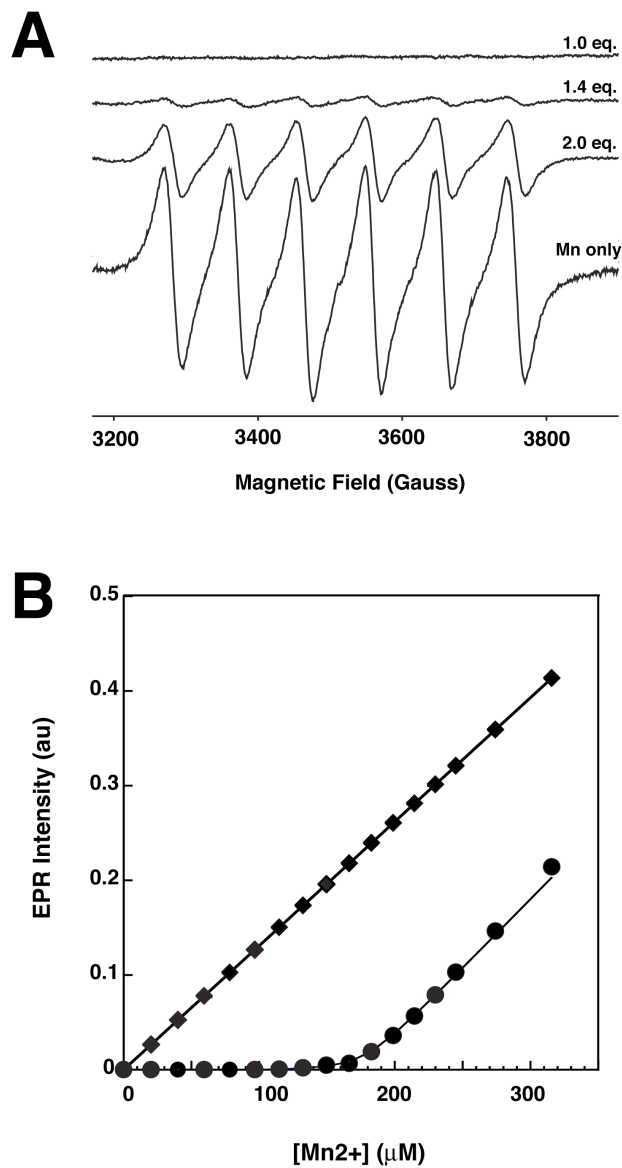 A
1.0 eq.
1.4 eq.
2.0 eq.
Mn only
3200 3400 3600 3800
Magnetic Field (Gauss)
B
0.5
0.4
0.3
0.2
0.1
0
EPR Intensity (au)
0 100 200 300
[Mn2+] (μM)